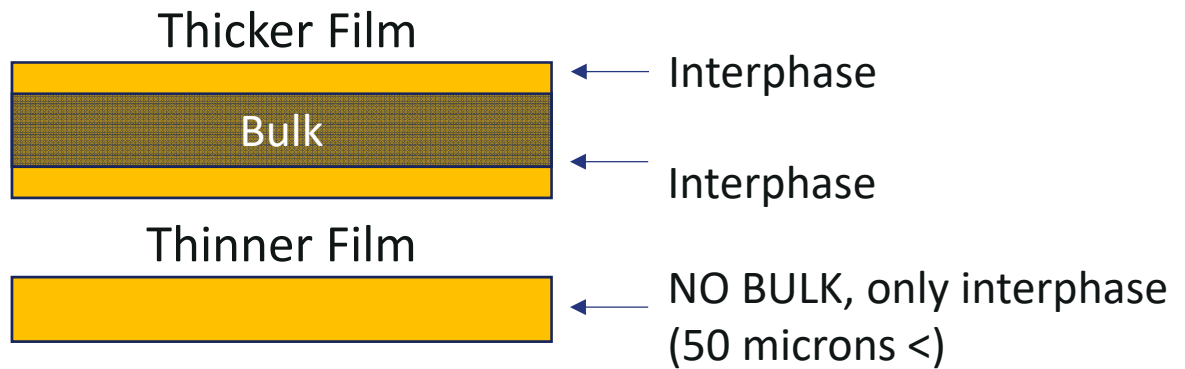 Thicker Film
Interphase
Bulk
Interphase
Thinner Film
NO BULK, only interphase
(50 microns <)